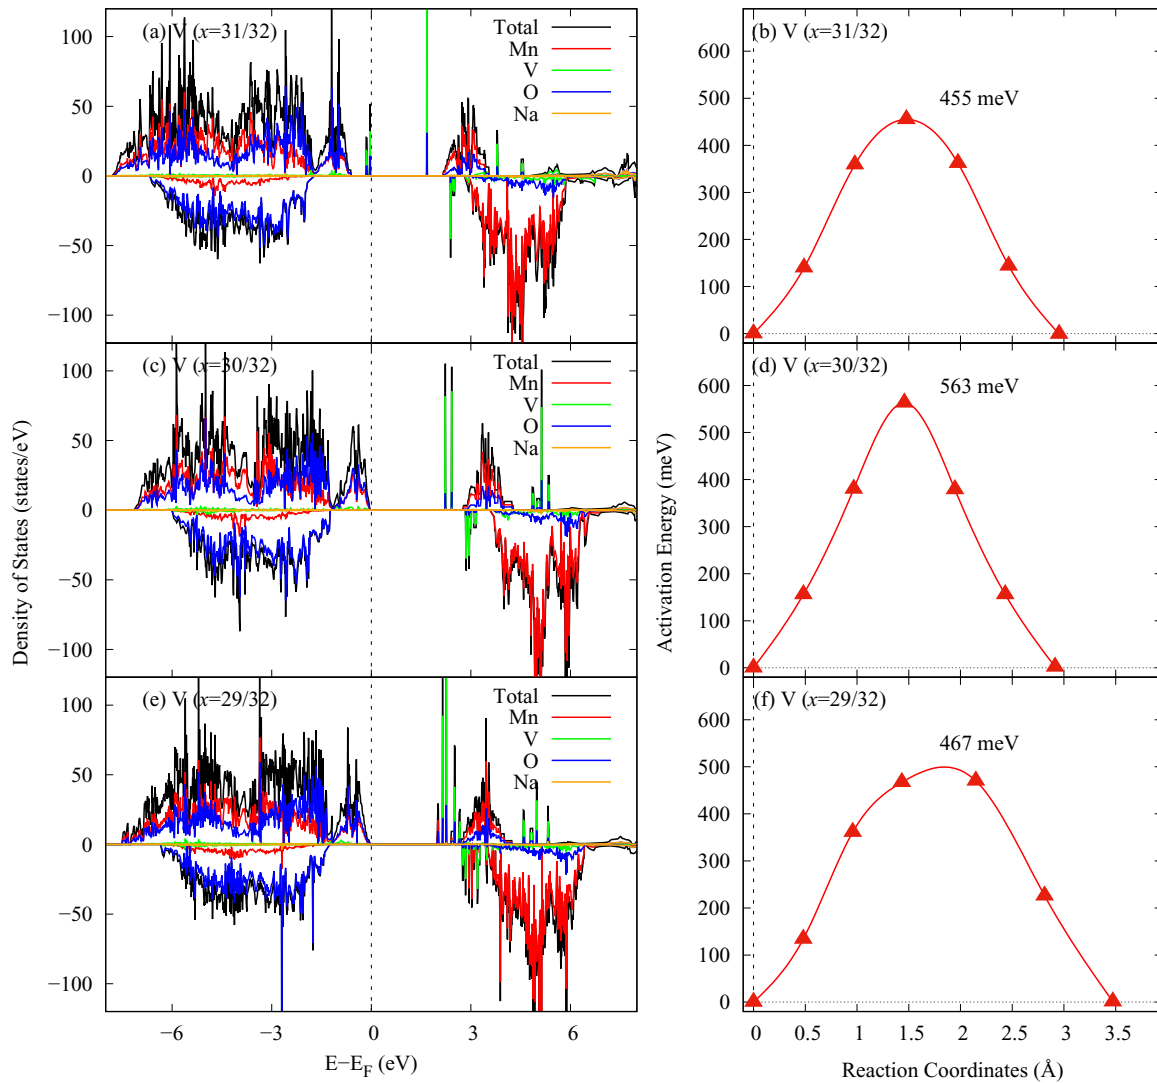 (a) V (x=31/32)
Total
Mn
V
O
Na
100
50
0
−50
−100
(b) V (x=31/32)
455 meV
600
500
400
300
200
100
0
(c) V (x=30/32)
Total
Mn
V
O
Na
100
50
0
−50
−100
Density of States (states/eV)
(d) V (x=30/32)
563 meV
600
500
400
300
200
100
0
Activation Energy (meV)
(e) V (x=29/32)
Total
Mn
V
O
Na
100
50
0
−50
−100
−6 −3 0 3 6
E−E_F (eV)
(f) V (x=29/32)
467 meV
600
500
400
300
200
100
0
0 0.5 1 1.5 2 2.5 3 3.5
Reaction Coordinates (Å)